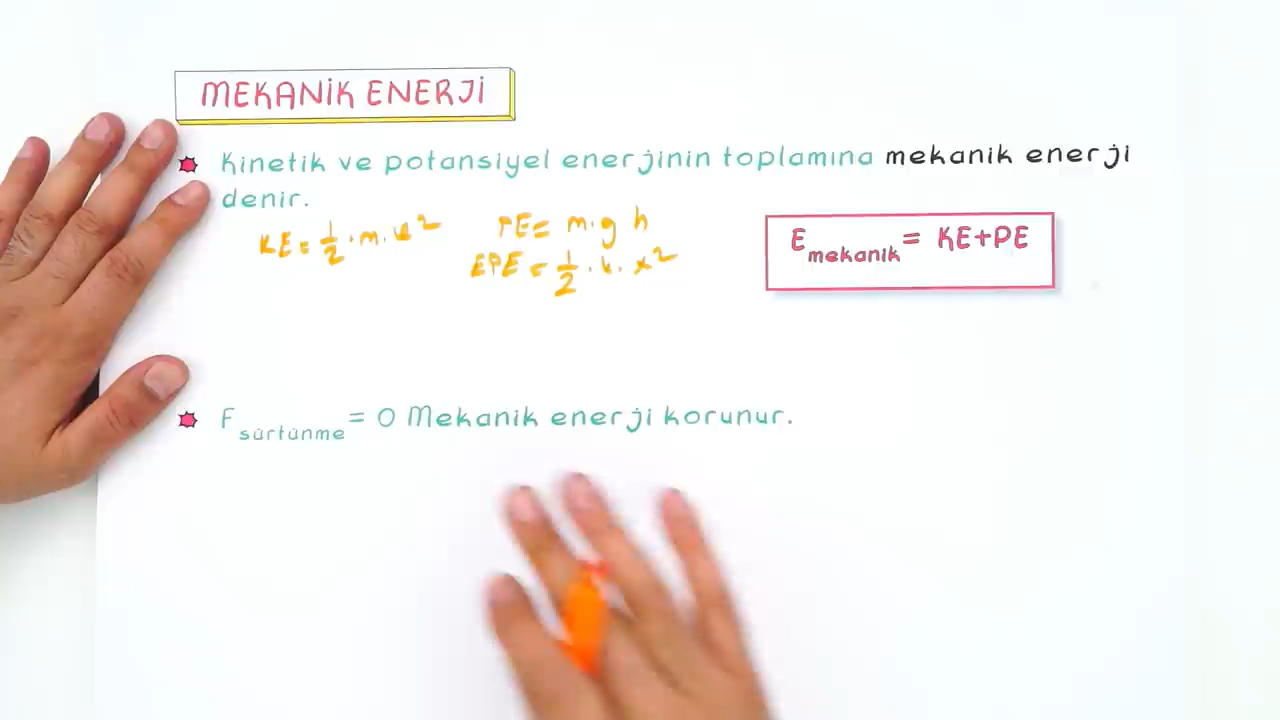 MEKANİK ENERJİ
Kinetik ve potansiyel enerjinin toplamına mekanik enerji
denir.
KE = 1/2 . m . v²
PE = m . g h
EPE = 1/2 . k . x²
E mekanik = KE+PE
F sürtünme = 0 Mekanik enerji korunur.